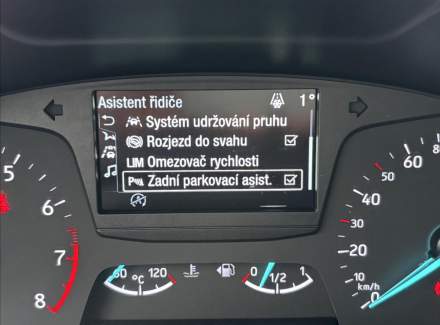 Asistent řidiče 1°
Systém udržování pruhu
Rozjezd do svahu
LIM Omezovač rychlosti
P Zadní parkovací asist.
5
6
7
8
60 °C 120
0 1/2 1
60
50
40
30
20
10
0
km/h